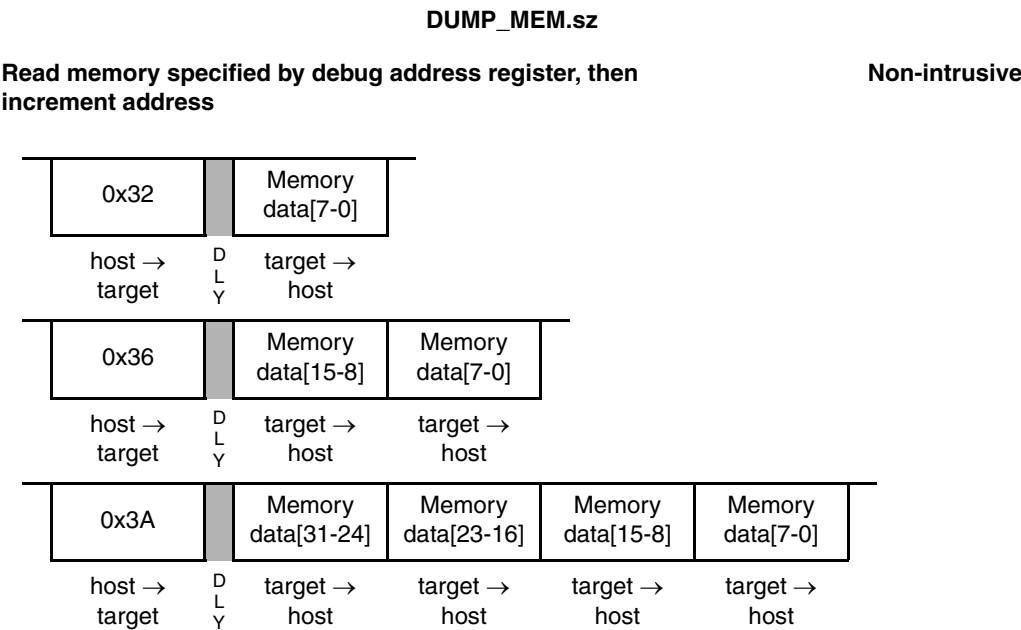 DUMP_MEM.sz
Read memory specified by debug address register, then Non-intrusive
increment address
0x32 Memory
data[7-0]
host → D target →
target L host
Y
0x36 Memory Memory
data[15-8] data[7-0]
host → D target → target →
target L host host
Y
0x3A Memory Memory Memory Memory
data[31-24] data[23-16] data[15-8] data[7-0]
host → D target → target → target → target →
target L host host host host
Y